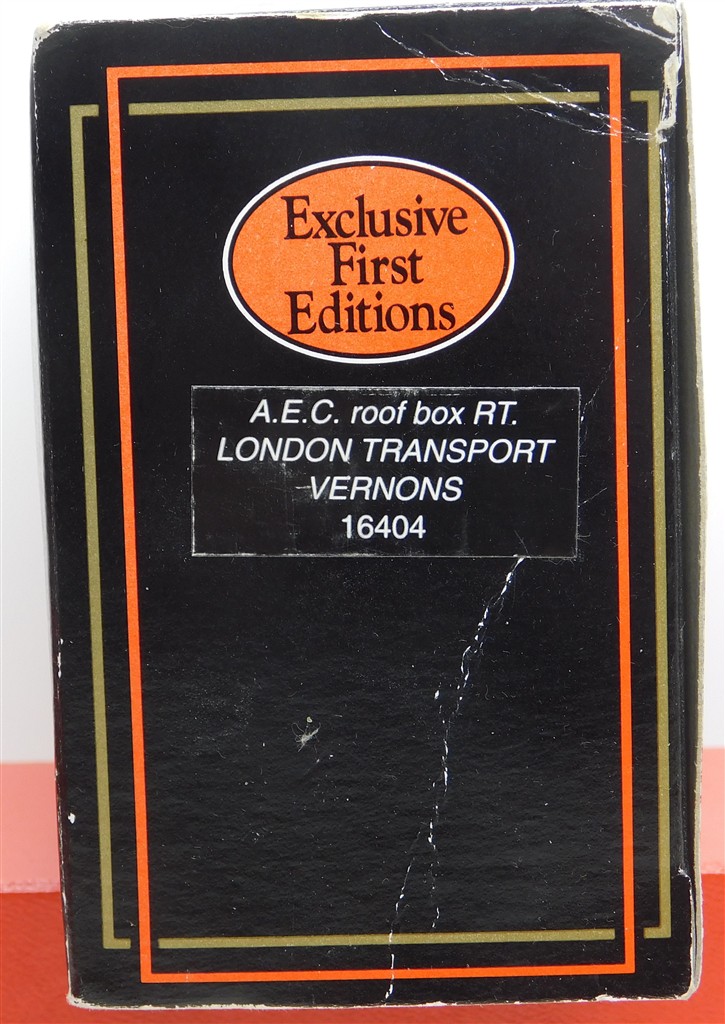 Exclusive
First
Editions
A.E.C. roof box RT.
LONDON TRANSPORT
VERNONS
16404